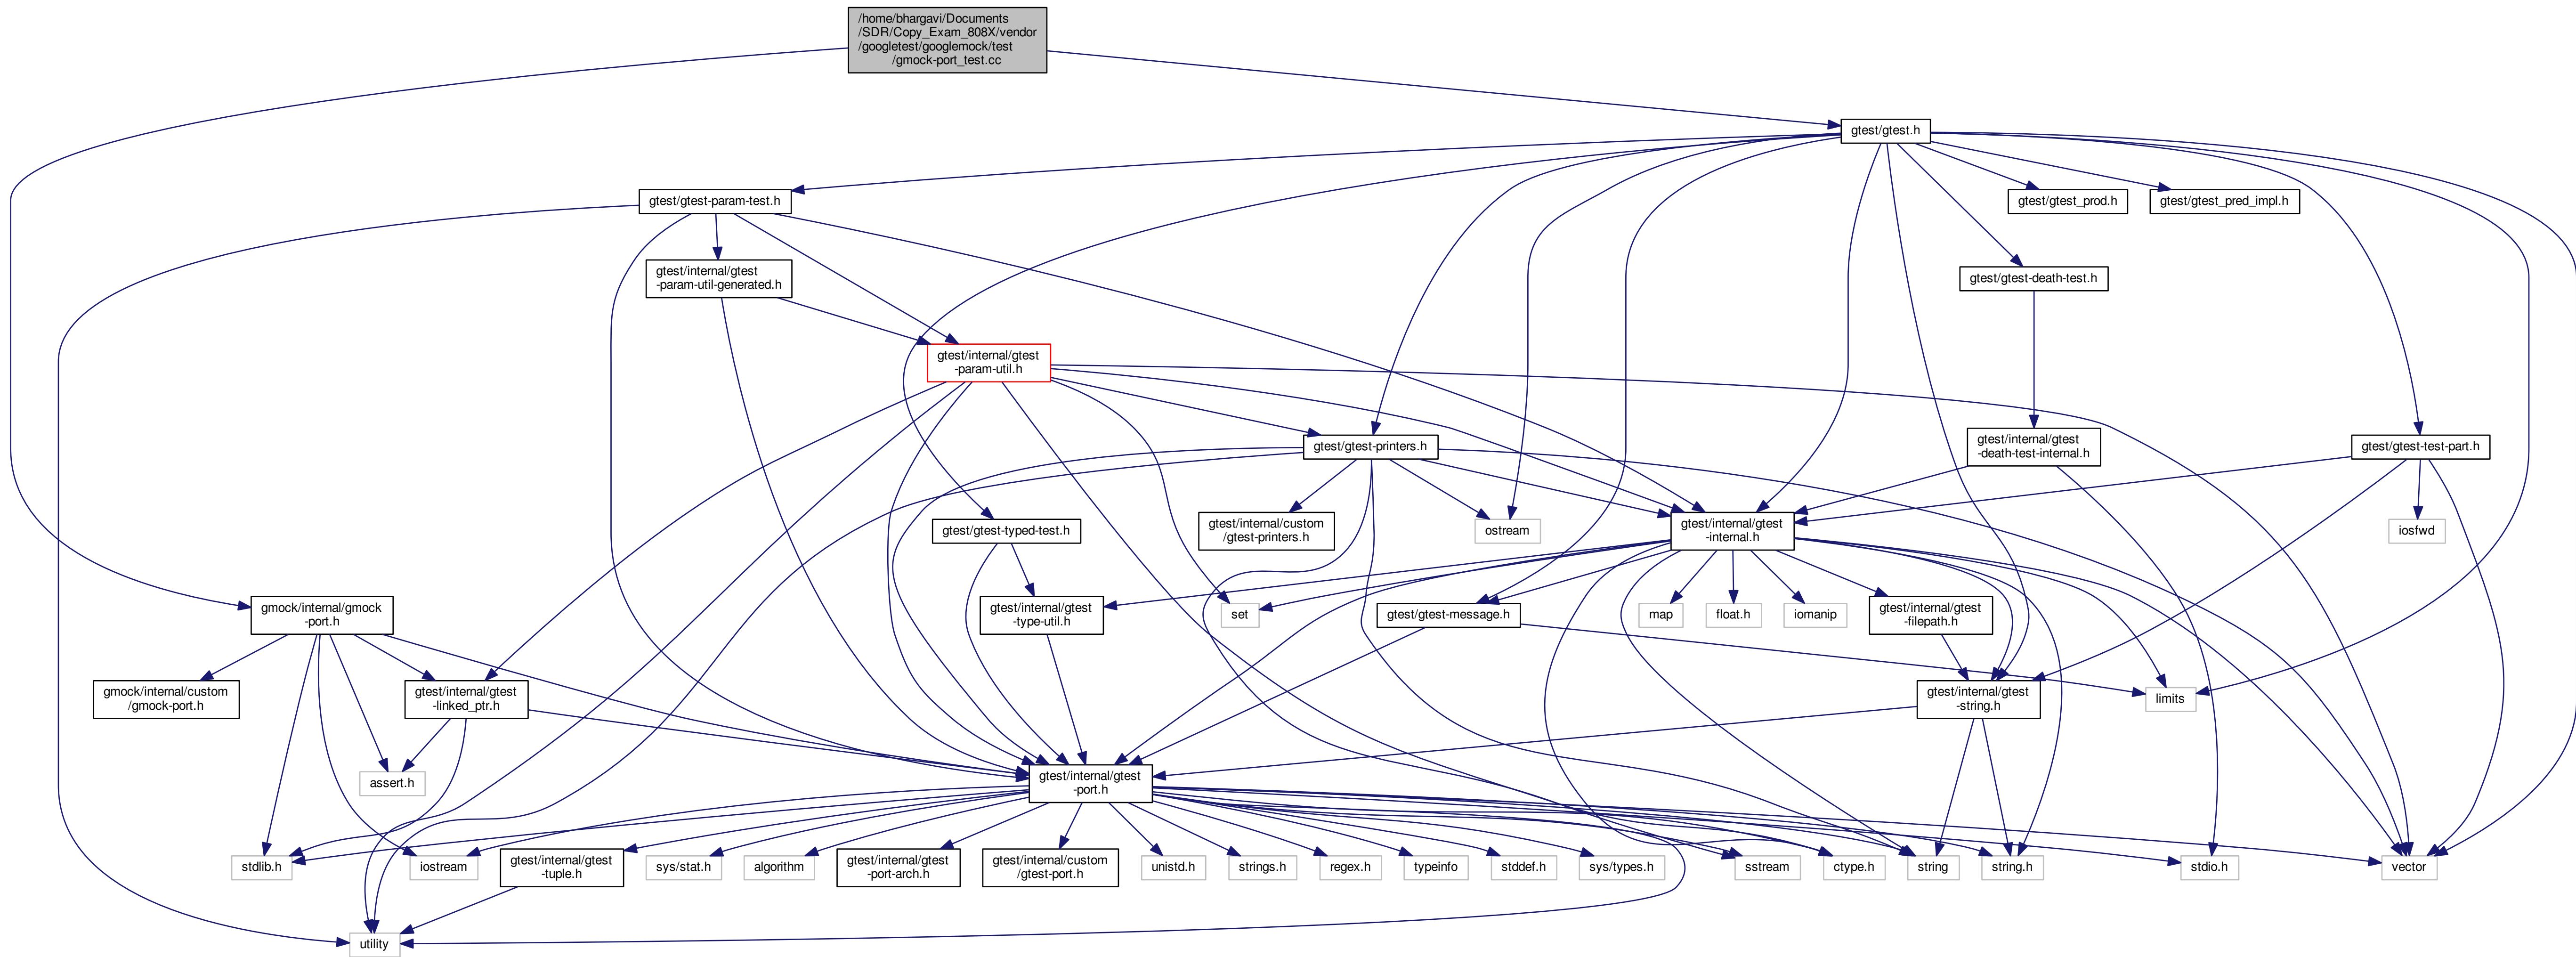 /home/bhargavi/Documents
/SDR/Copy_Exam_808X/vendor
/googletest/googlemock/test
/gmock-port_test.cc
gtest/gtest.h
gtest/gtest-param-test.h
gtest/gtest_prod.h
gtest/gtest_pred_impl.h
gtest/internal/gtest
-param-util-generated.h
gtest/gtest-death-test.h
gtest/internal/gtest
-param-util.h
gtest/gtest-printers.h
gtest/internal/gtest
-death-test-internal.h
gtest/gtest-test-part.h
gtest/gtest-typed-test.h
gtest/internal/custom
/gtest-printers.h
ostream
gtest/internal/gtest
-internal.h
iosfwd
gmock/internal/gmock
-port.h
gtest/internal/gtest
-type-util.h
set
gtest/gtest-message.h
map
float.h
iomanip
gtest/internal/gtest
-filepath.h
gmock/internal/custom
/gmock-port.h
gtest/internal/gtest
-linked_ptr.h
gtest/internal/gtest
-string.h
limits
assert.h
gtest/internal/gtest
-port.h
stdlib.h
iostream
gtest/internal/gtest
-tuple.h
sys/stat.h
algorithm
gtest/internal/gtest
-port-arch.h
gtest/internal/custom
/gtest-port.h
unistd.h
strings.h
regex.h
typeinfo
stddef.h
sys/types.h
sstream
ctype.h
string
string.h
stdio.h
vector
utility